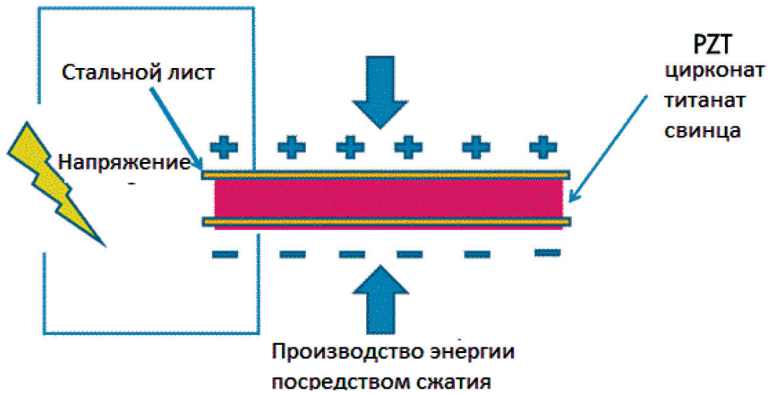 PZT
цирконат
титанат
свинца
Стальной лист
Напряжение
Производство энергии
посредством сжатия